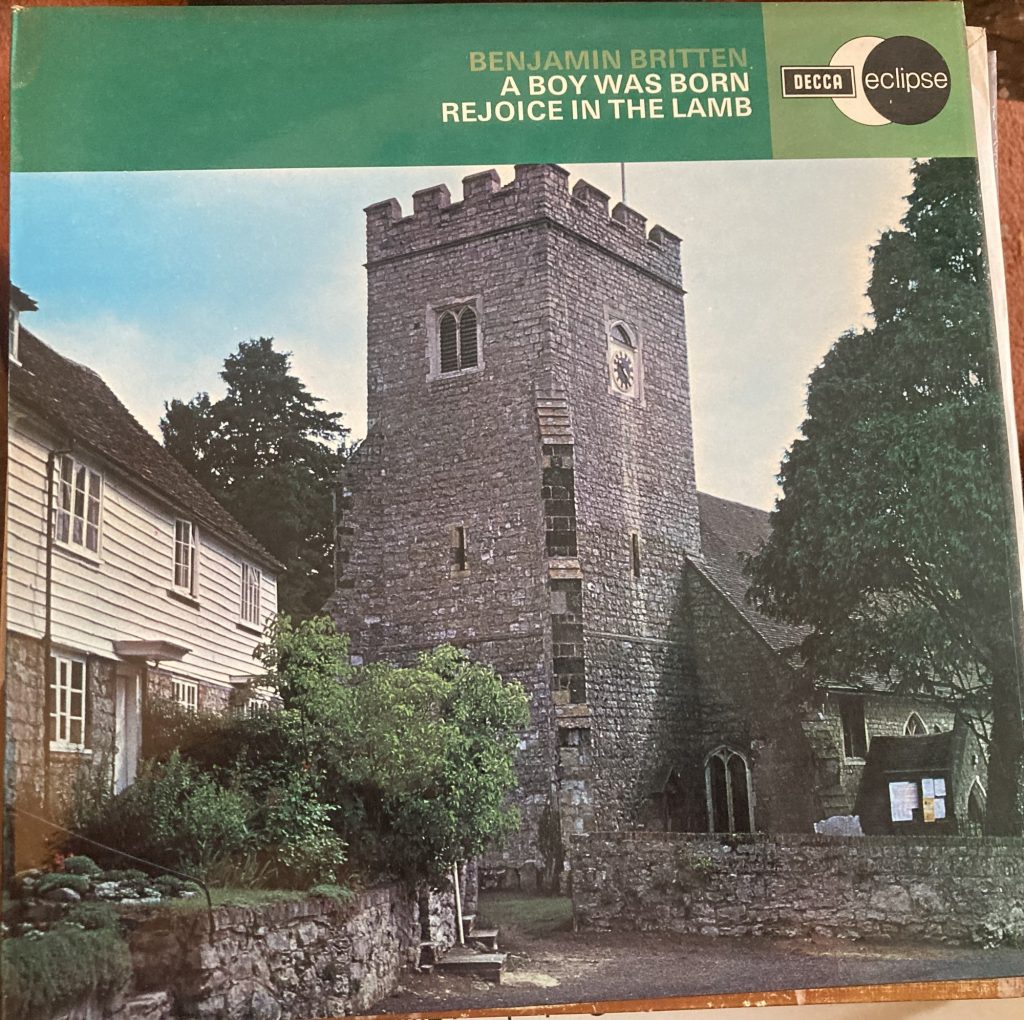 BENJAMIN BRITTEN
A BOY WAS BORN
REJOICE IN THE LAMB
DECCA eclipse